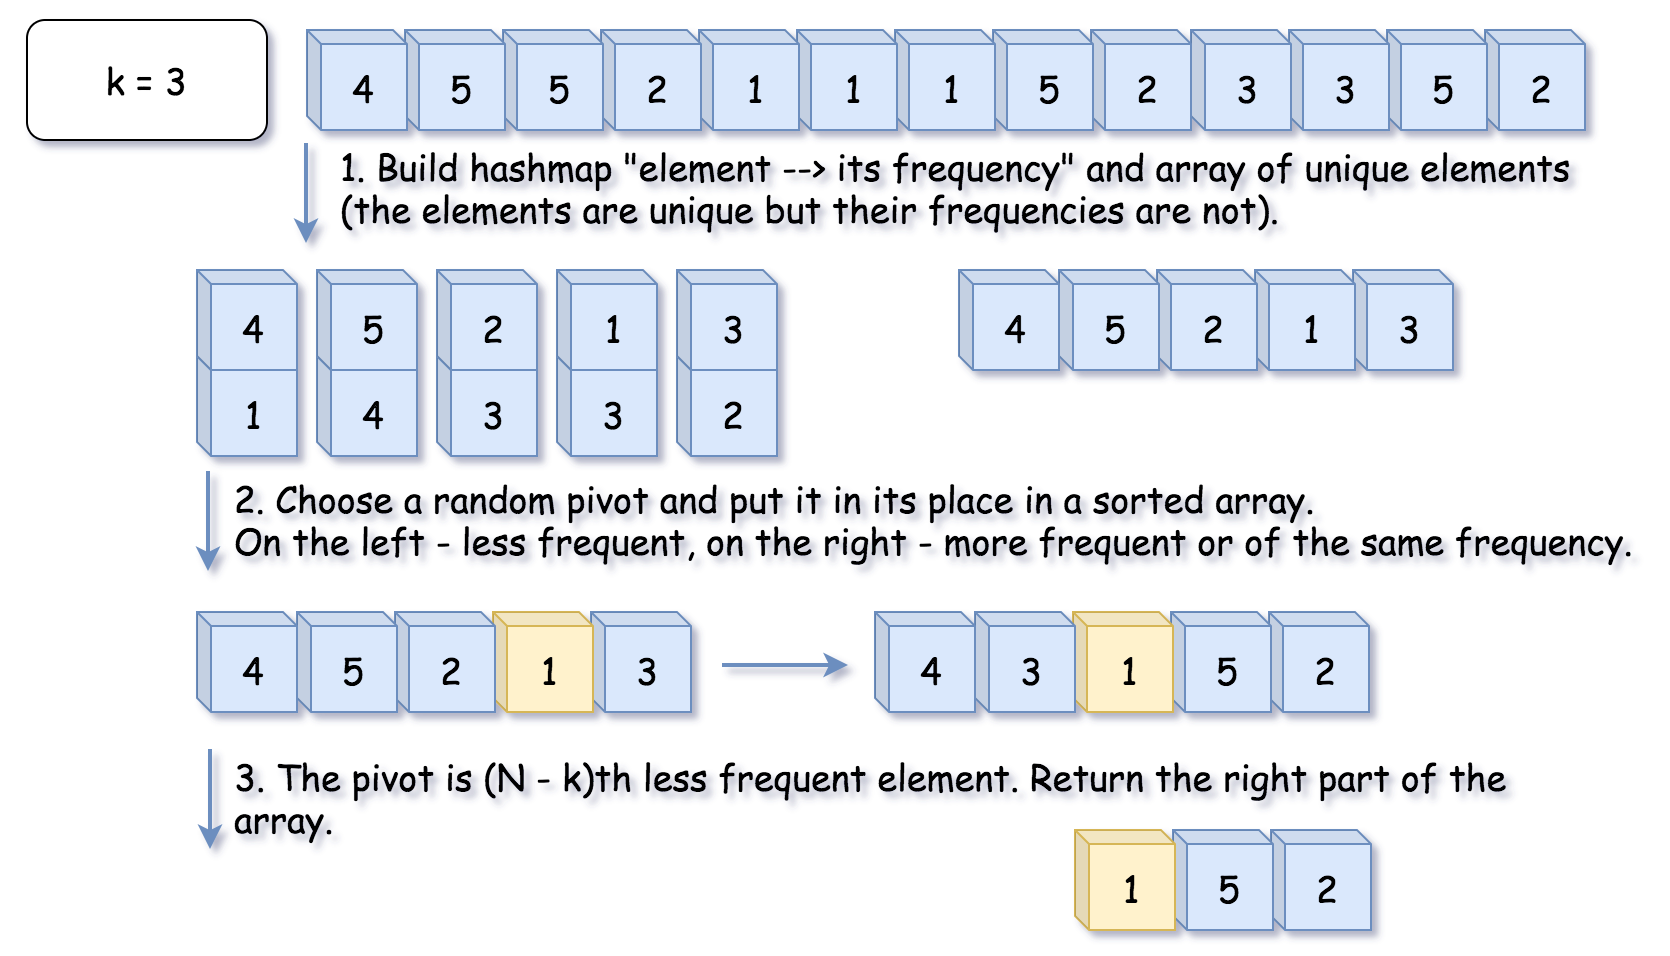 k = 3
4 5 5 2 1 1 1 5 2 3 3 5 2
1. Build hashmap "element --> its frequency" and array of unique elements
(the elements are unique but their frequencies are not).
4 5 2 1 3
1 4 3 3 2
4 5 2 1 3
2. Choose a random pivot and put it in its place in a sorted array.
On the left - less frequent, on the right - more frequent or of the same frequency.
4 5 2 1 3
4 3 1 5 2
3. The pivot is (N - k)th less frequent element. Return the right part of the
array.
1 5 2